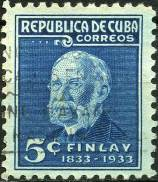 REPUBLICA DE CUBA
CORREOS
5¢ FINLAY
1833-1933